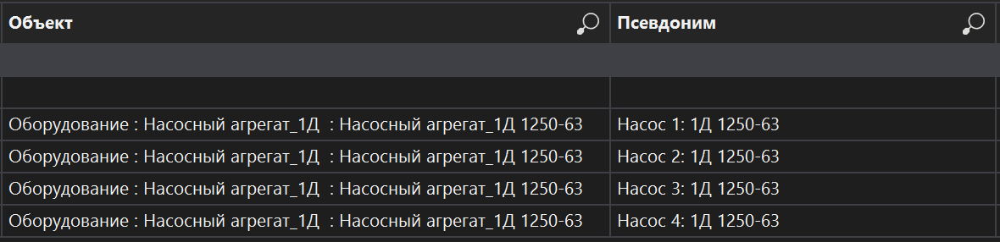 Объект Псевдоним
Оборудование : Насосный агрегат_1Д  : Насосный агрегат_1Д 1250-63 Насос 1: 1Д 1250-63
Оборудование : Насосный агрегат_1Д  : Насосный агрегат_1Д 1250-63 Насос 2: 1Д 1250-63
Оборудование : Насосный агрегат_1Д  : Насосный агрегат_1Д 1250-63 Насос 3: 1Д 1250-63
Оборудование : Насосный агрегат_1Д  : Насосный агрегат_1Д 1250-63 Насос 4: 1Д 1250-63